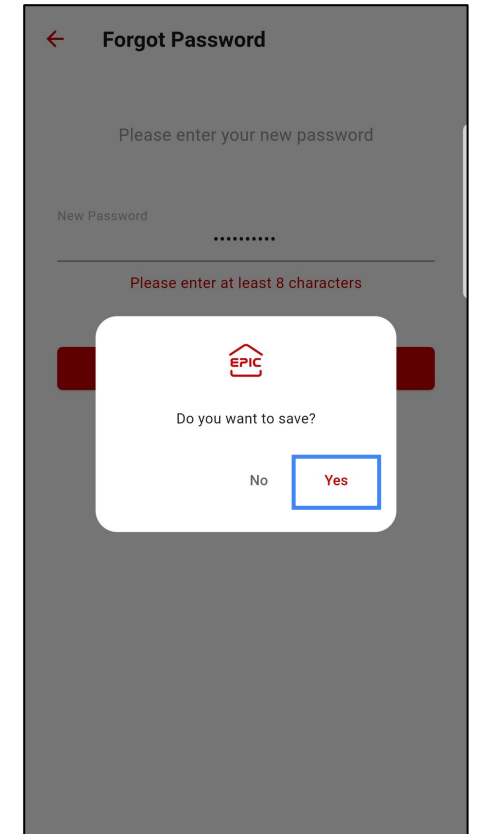 Forgot Password
Please enter your new password
New Password
••••••••••
Please enter at least 8 characters
EPIC
Do you want to save?
No Yes